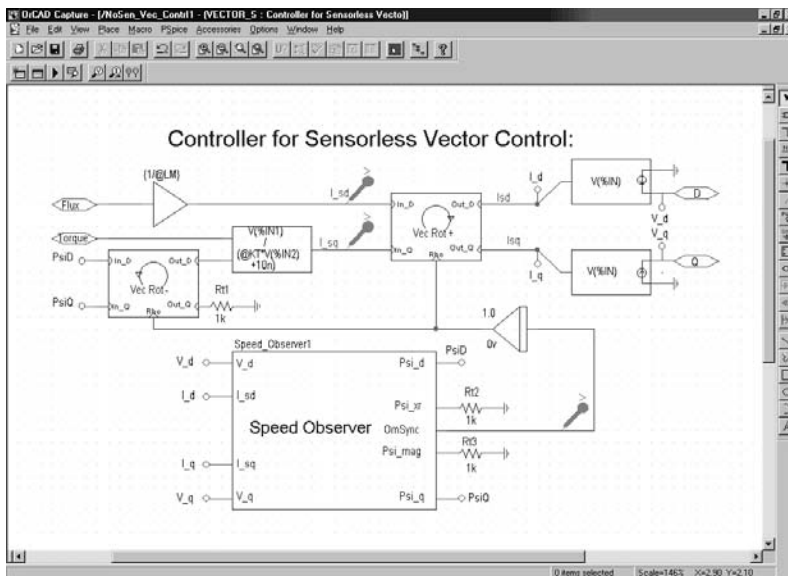 OrCAD Capture - [/NoSen_Vec_Contrl1 - (VECTOR_S : Controller for Sensorless Vecto)]
File Edit View Place Macro PSpice Accessories Options Window Help
Controller for Sensorless Vector Control:
(1/@LM)
Flux
I_sd
In_D Out_D
Vec Rot+
In_Q Out_Q
Isd
I_d
V(%IN)
D
V_d
Torque
V(%IN1)
/
(@KT*V(%IN2)
+10n)
I_sq
Isq
I_q
V(%IN)
V_q
Q
PsiD
In_D Out_D
Vec Rot-
PsiQ
In_Q Out_Q
Rt1
1k
1.0
0v
Speed_Observer1
V_d
V_d
Psi_d
PsiD
I_d
I_sd
Psi_xr
Rt2
1k
Speed Observer
OmSync
Psi_mag
Rt3
1k
I_q
I_sq
V_q
V_q
Psi_q
PsiQ
0 items selected Scale=146% X=2.90 Y=2.10